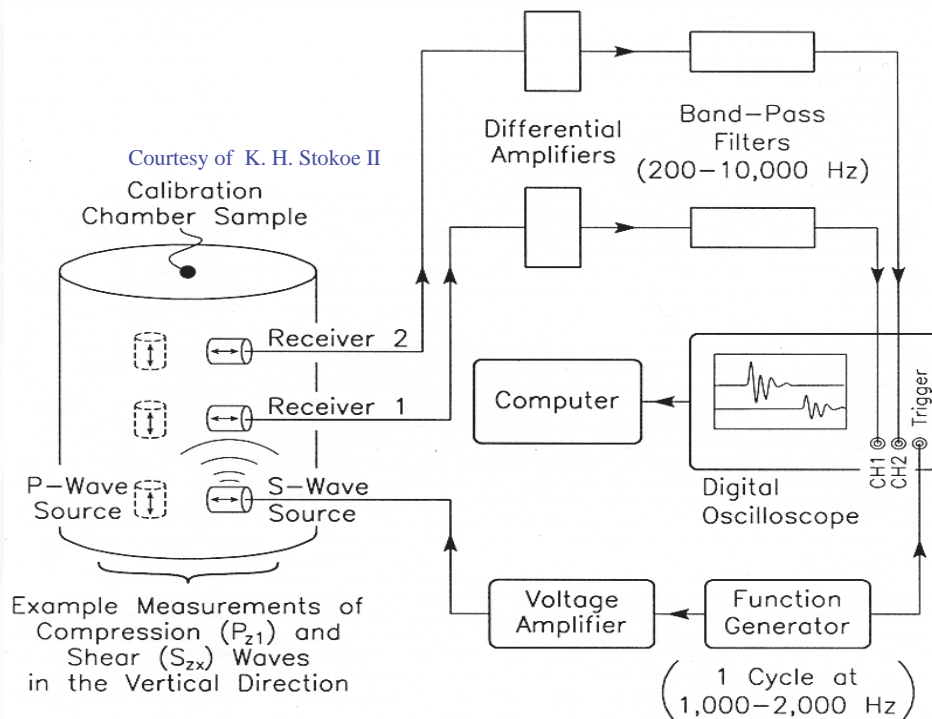 Differential
Amplifiers
Band-Pass
Filters
(200-10,000 Hz)
Courtesy of K. H. Stokoe II
Calibration
Chamber Sample
Receiver 2
Receiver 1
Computer
Trigger
CH1
CH2
P-Wave
Source
S-Wave
Source
Digital
Oscilloscope
Voltage
Amplifier
Function
Generator
Example Measurements of
Compression (Pz1) and
Shear (Szx) Waves
in the Vertical Direction
1 Cycle at
1,000-2,000 Hz